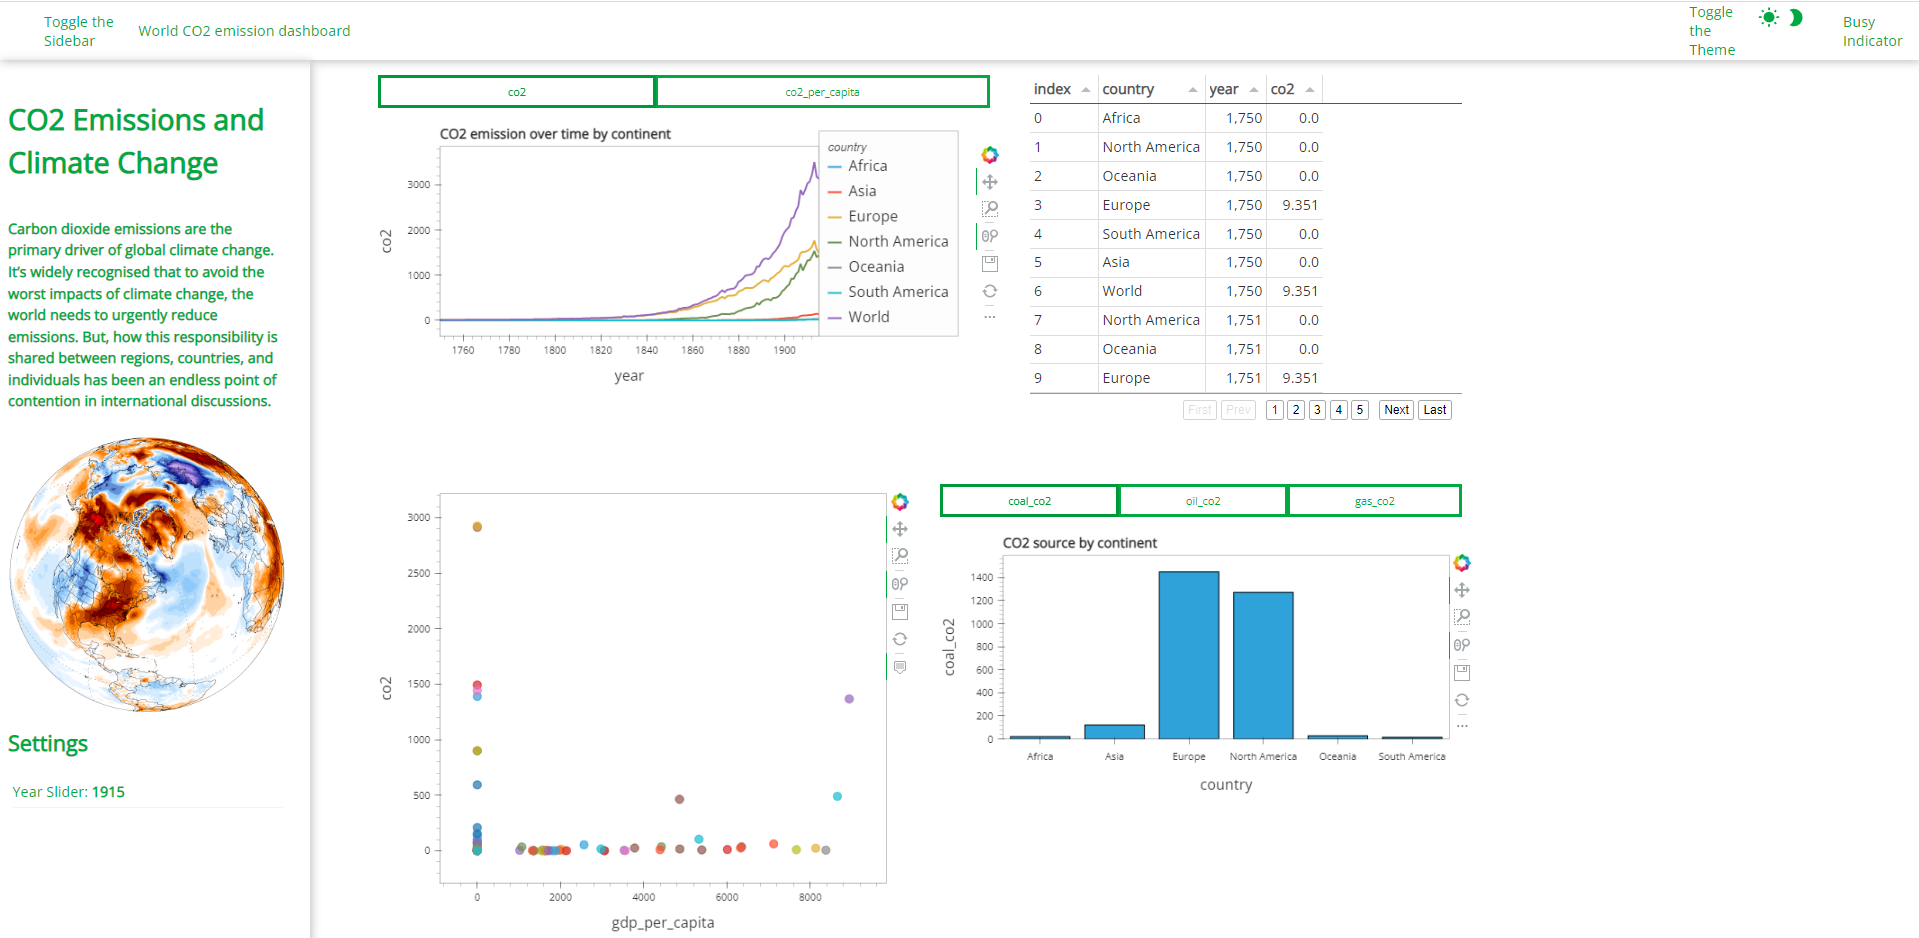 Toggle the
Sidebar
World CO2 emission dashboard
Toggle
the
Theme
Busy
Indicator
CO2 Emissions and
Climate Change
Carbon dioxide emissions are the
primary driver of global climate change.
It's widely recognised that to avoid the
worst impacts of climate change, the
world needs to urgently reduce
emissions. But, how this responsibility is
shared between regions, countries, and
individuals has been an endless point of
contention in international discussions.
Settings
Year Slider: 1915
co2 co2_per_capita
CO2 emission over time by continent
co2
3000
2000
1000
0
1760 1780 1800 1820 1840 1860 1880 1900
year
country
Africa
Asia
Europe
North America
Oceania
South America
World
index country year co2
0 Africa 1,750 0.0
1 North America 1,750 0.0
2 Oceania 1,750 0.0
3 Europe 1,750 9.351
4 South America 1,750 0.0
5 Asia 1,750 0.0
6 World 1,750 9.351
7 North America 1,751 0.0
8 Oceania 1,751 0.0
9 Europe 1,751 9.351
First Prev 1 2 3 4 5 Next Last
co2
3000
2500
2000
1500
1000
500
0
0 2000 4000 6000 8000
gdp_per_capita
coal_co2 oil_co2 gas_co2
CO2 source by continent
coal_co2
1400
1200
1000
800
600
400
200
0
Africa Asia Europe North America Oceania South America
country